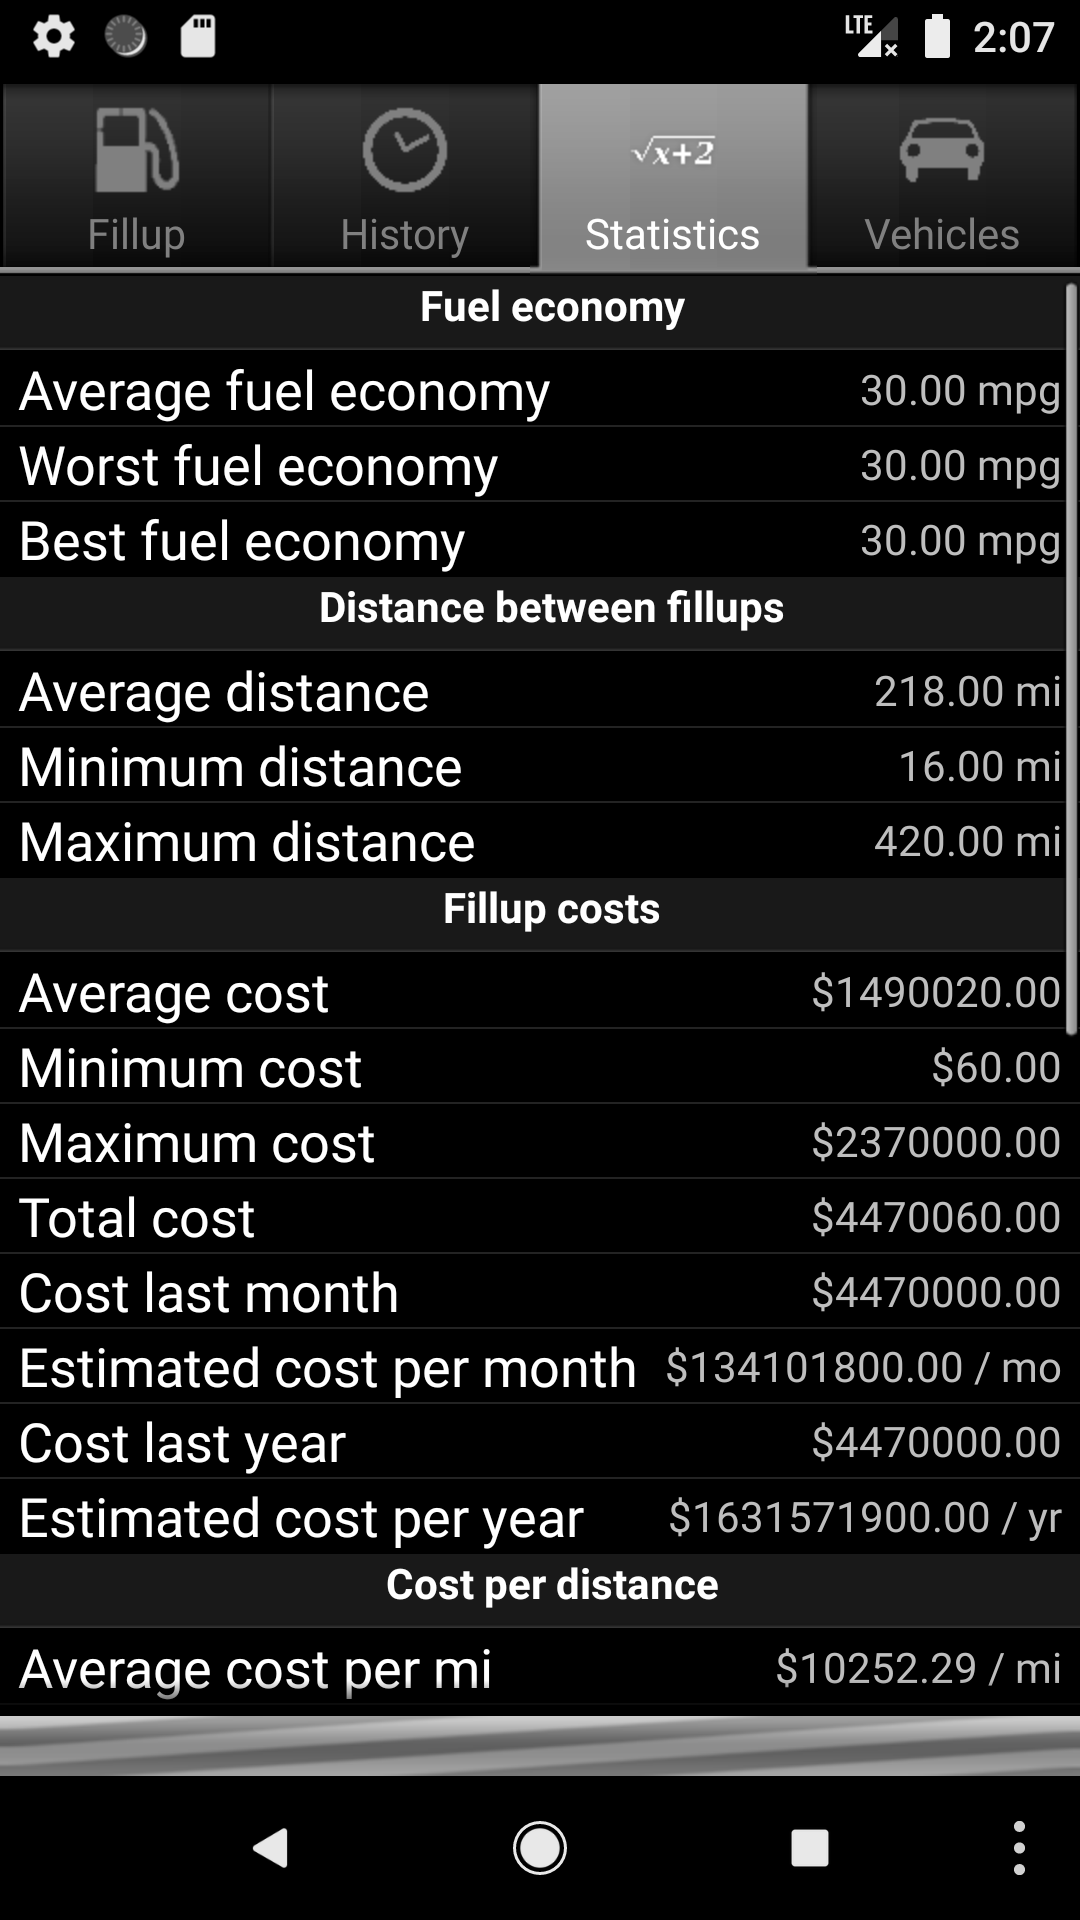 LTE 2:07
√x+2
Fillup History Statistics Vehicles
Fuel economy
Average fuel economy 30.00 mpg
Worst fuel economy 30.00 mpg
Best fuel economy 30.00 mpg
Distance between fillups
Average distance 218.00 mi
Minimum distance 16.00 mi
Maximum distance 420.00 mi
Fillup costs
Average cost $1490020.00
Minimum cost $60.00
Maximum cost $2370000.00
Total cost $4470060.00
Cost last month $4470000.00
Estimated cost per month $134101800.00 / mo
Cost last year $4470000.00
Estimated cost per year $1631571900.00 / yr
Cost per distance
Average cost per mi $10252.29 / mi